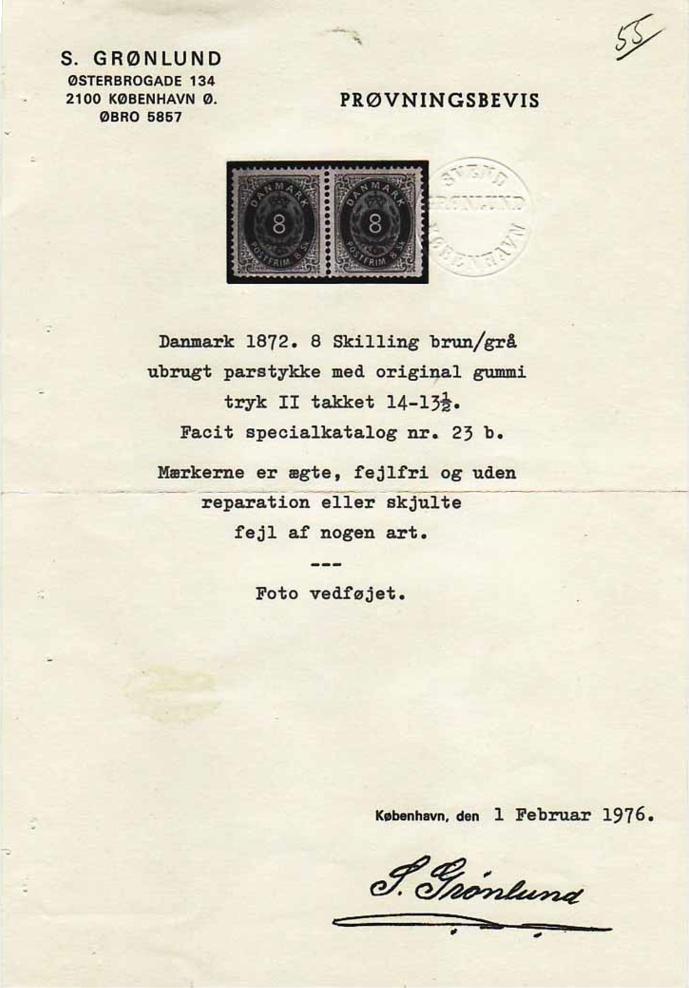 55
S. GRØNLUND
ØSTERBROGADE 134
2100 KØBENHAVN Ø.
ØBRO 5857
PRØVNINGSBEVIS
DANMARK 8 POSTFRIM. 8 SK.
DANMARK 8 POSTFRIM. 8 SK.
SVEND
GRØNLUND
KØBENHAVN
Danmark 1872. 8 Skilling brun/grå
ubrugt parstykke med original gummi
tryk II takket 14-13½.
Facit specialkatalog nr. 23 b.
Mærkerne er ægte, fejlfri og uden
reparation eller skjulte
fejl af nogen art.
---
Foto vedføjet.
København, den 1 Februar 1976.
S. Grönlund